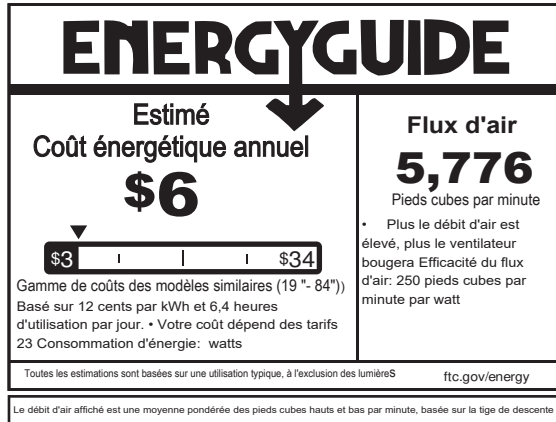 ENERGYGUIDE
Estimé
Coût énergétique annuel
$6
$3
$34
Gamme de coûts des modèles similaires (19 "- 84"))
Basé sur 12 cents par kWh et 6,4 heures
d'utilisation par jour. • Votre coût dépend des tarifs
23 Consommation d'énergie: watts
Flux d'air
5,776
Pieds cubes par minute
• Plus le débit d'air est
élevé, plus le ventilateur
bougera Efficacité du flux
d'air: 250 pieds cubes par
minute par watt
Toutes les estimations sont basées sur une utilisation typique, à l'exclusion des lumièreS
ftc.gov/energy
Le débit d'air affiché est une moyenne pondérée des pieds cubes hauts et bas par minute, basée sur la tige de descente